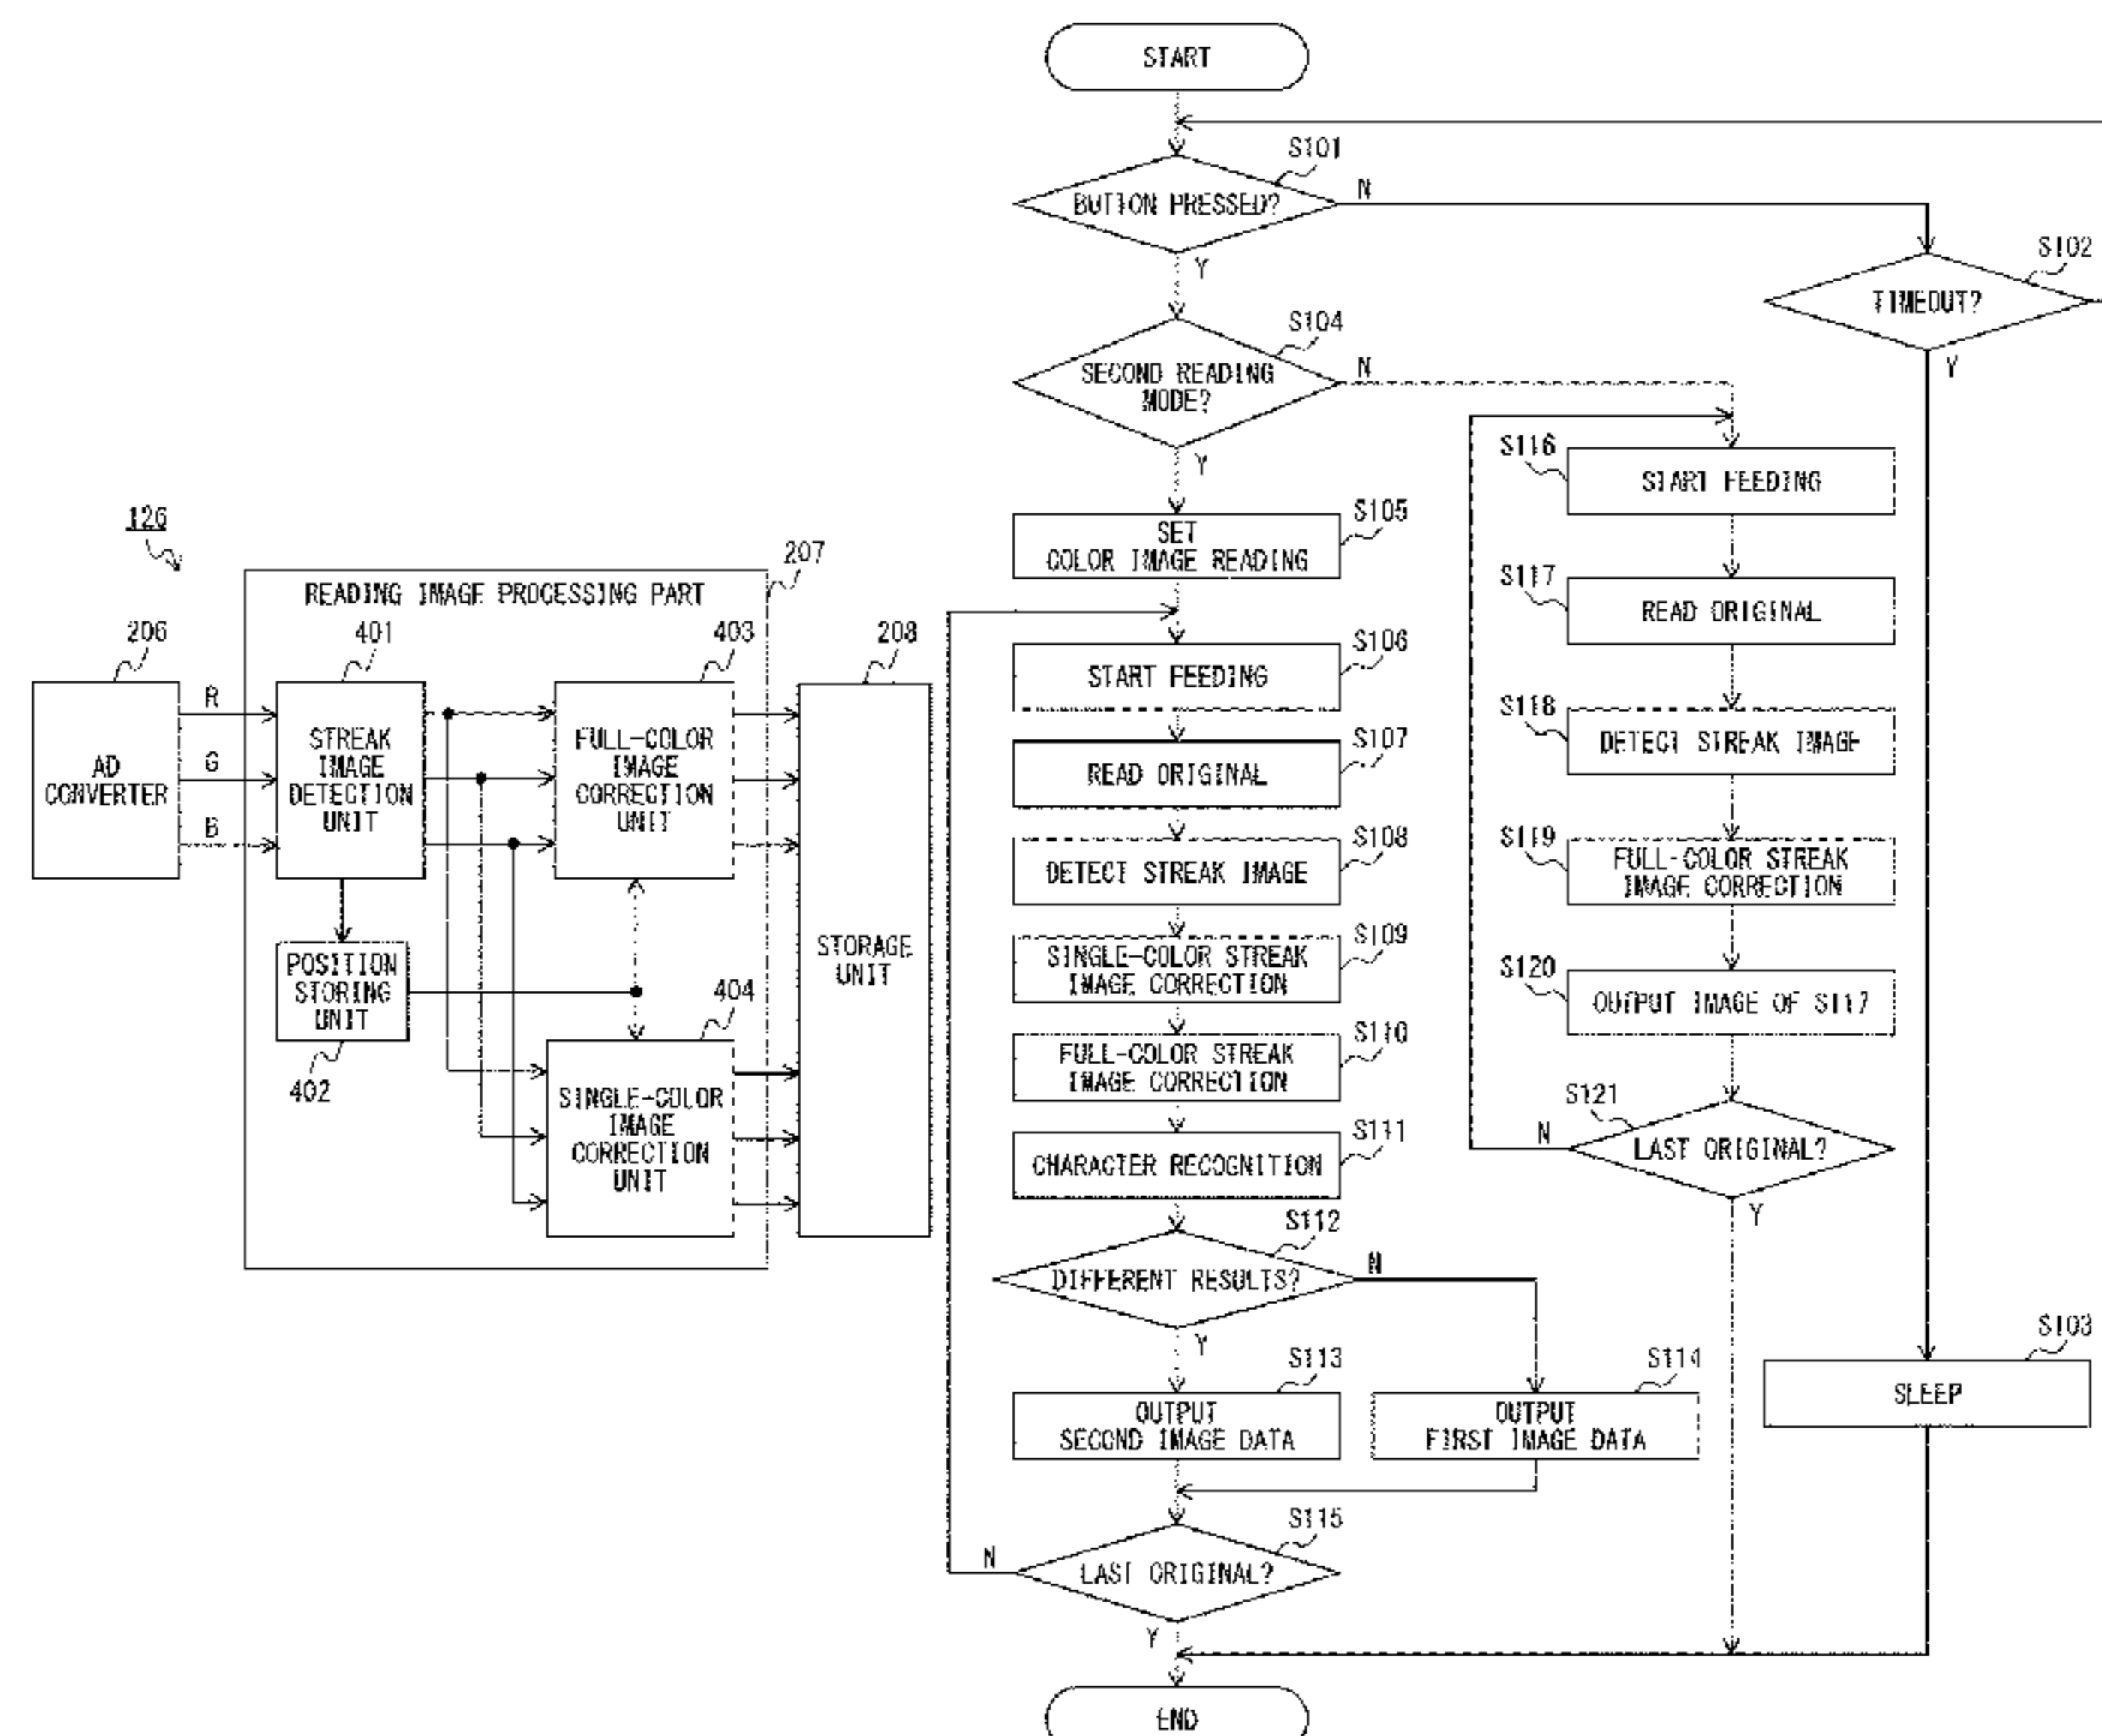 126
207
READING IMAGE PROCESSING PART
206
401
403
208
R
G
B
AD
CONVERTER
STREAK
IMAGE
DETECTION
UNIT
FULL-COLOR
IMAGE
CORRECTION
UNIT
POSITION
STORING
UNIT
402
404
SINGLE-COLOR
IMAGE
CORRECTION
UNIT
STORAGE
UNIT
START
S101
BUTTON PRESSED?
N
Y
S102
TIMEOUT?
Y
S104
SECOND READING
MODE?
N
Y
S105
SET
COLOR IMAGE READING
S106
START FEEDING
S107
READ ORIGINAL
S108
DETECT STREAK IMAGE
S109
SINGLE-COLOR STREAK
IMAGE CORRECTION
S110
FULL-COLOR STREAK
IMAGE CORRECTION
S111
CHARACTER RECOGNITION
S112
DIFFERENT RESULTS?
N
Y
S113
OUTPUT
SECOND IMAGE DATA
S114
OUTPUT
FIRST IMAGE DATA
S115
LAST ORIGINAL?
N
Y
S116
START FEEDING
S117
READ ORIGINAL
S118
DETECT STREAK IMAGE
S119
FULL-COLOR STREAK
IMAGE CORRECTION
S120
OUTPUT IMAGE OF S117
S121
LAST ORIGINAL?
N
Y
S103
SLEEP
END